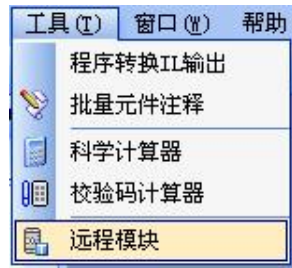 工具(T) 窗口(W) 帮助
程序转换IL输出
批量元件注释
科学计算器
校验码计算器
远程模块